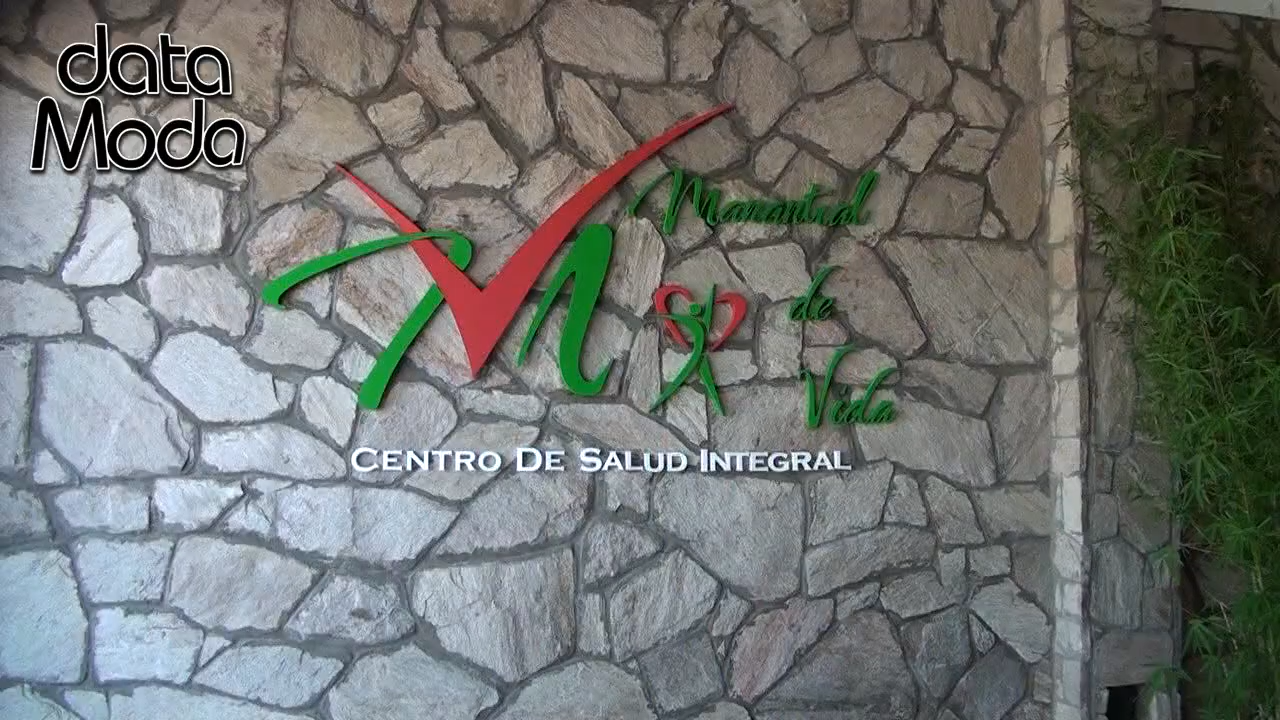 data
Moda
Manantial
de
Vida
CENTRO DE SALUD INTEGRAL